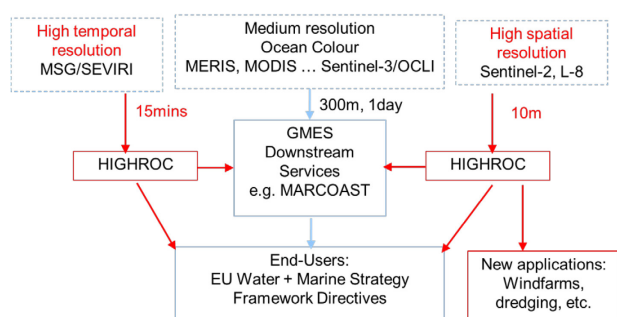 High temporal
resolution
MSG/SEVIRI
Medium resolution
Ocean Colour
MERIS, MODIS ... Sentinel-3/OCLI
High spatial
resolution
Sentinel-2, L-8
15mins
300m, 1day
10m
HIGHROC
GMES
Downstream
Services
e.g. MARCOAST
HIGHROC
End-Users:
EU Water + Marine Strategy
Framework Directives
New applications:
Windfarms,
dredging, etc.